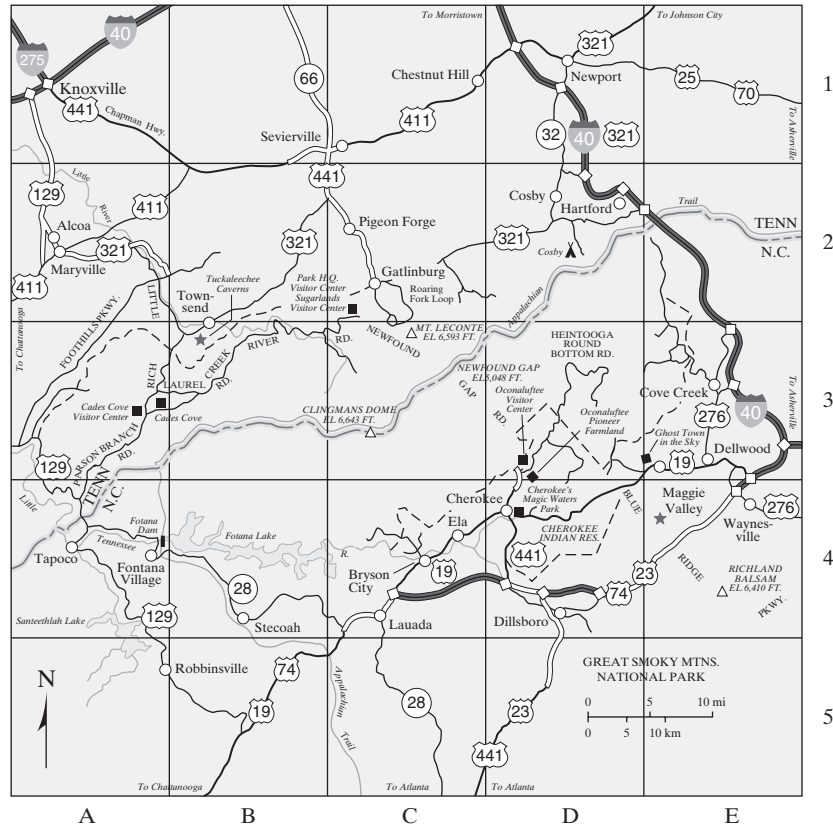 To Morristown
To Johnson City
40
321
275
66
Chestnut Hill
Newport
25
1
Knoxville
70
441
Chapman Hwy.
411
To Asheville
Sevierville
32
40
321
441
Little
River
129
411
Cosby
Hartford
Trail
TENN
N.C.
Alcoa
Pigeon Forge
2
321
321
321
Maryville
Cosby
411
Tuckaleechee
Caverns
Park H.Q.
Visitor Center
Sugarlands
Visitor Center
Gatlinburg
Roaring
Fork Loop
LITTLE
Town-
send
Appalachian
To Chattanooga
FOOTHILLS PKWY.
RIVER
RD.
NEWFOUND
MT. LECONTE
EL 6,593 FT.
HEINTOOGA
ROUND
BOTTOM RD.
RICH
LAUREL
CREEK
RD.
NEWFOUND GAP
EL5,048 FT.
GAP
RD.
Cove Creek
To Asheville
3
Cades Cove
Visitor Center
Cades Cove
CLINGMANS DOME
EL 6,643 FT.
Oconaluftee
Visitor
Center
Oconaluftee
Pioneer
Farmland
276
40
Ghost Town
in the Sky
Dellwood
PARSON BRANCH
RD.
19
129
TENN
N.C.
Cherokee
Cherokee's
Magic Waters
Park
BLUE
Maggie
Valley
276
Waynes-
ville
Little
Fotana
Dam
Fotana Lake
Ela
CHEROKEE
INDIAN RES.
Tennessee
R.
441
4
Tapoco
Fontana
Village
Bryson
City
19
RIDGE
RICHLAND
BALSAM
EL 6,410 FT.
23
28
74
PKWY.
129
Santeethlah Lake
Stecoah
Lauada
Dillsboro
Robbinsville
74
Appalachian
Trail
GREAT SMOKY MTNS.
NATIONAL PARK
N
0 5 10 mi
28
5
19
23
0 5 10 km
441
To Chattanooga
To Atlanta
To Atlanta
A B C D E